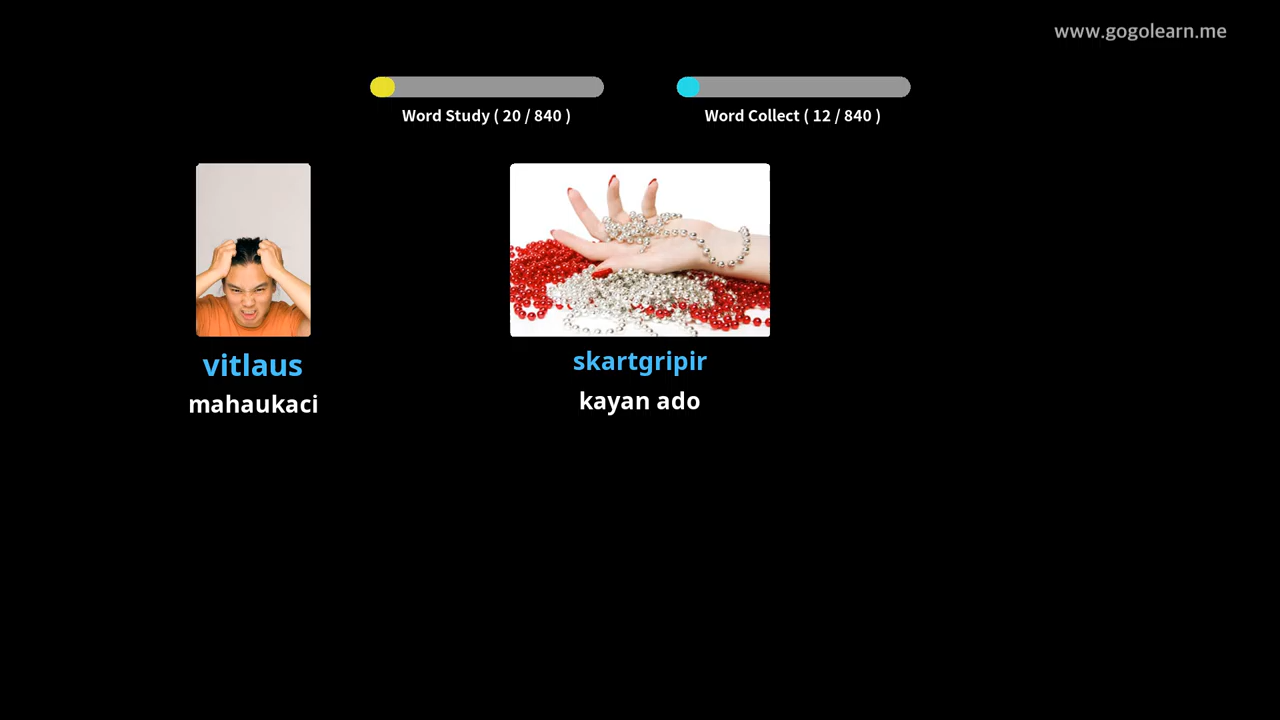 www.gogolearn.me
Word Study ( 20 / 840 )
Word Collect ( 12 / 840 )
vitlaus
mahaukaci
skartgripir
kayan ado